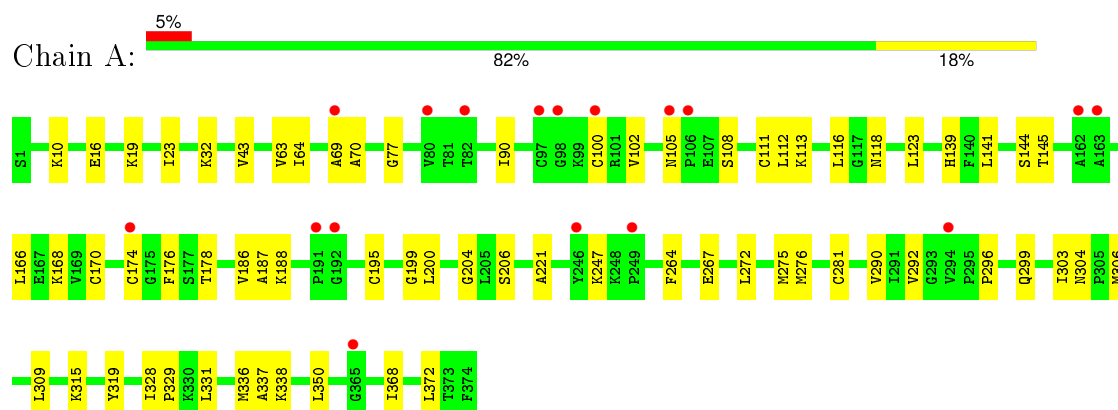 5%
Chain A:
82% 18%
S1 K10 E16 K19 I23 K32 V43 V63 I64 A69 A70 G77 V80 T81 T82 I90 C97 G98 K99 C100 R101 V102 N105 P106 E107 S108 C111 L112 K113 L116 G117 N118 L123 H139 F140 L141 S144 T145 A162 A163
L166 E167 K168 V169 C170 C174 G175 F176 S177 T178 V186 A187 K188 P191 G192 C195 G199 L200 G204 L205 S206 A221 Y246 K247 K248 P249 F264 E267 L272 M275 M276 C281 V290 I291 V292 G293 V294 P295 P296 Q299 I303 N304 P305 M306
L309 K315 Y319 I328 P329 K330 L331 M336 A337 K338 L350 G365 I368 L372 T373 F374